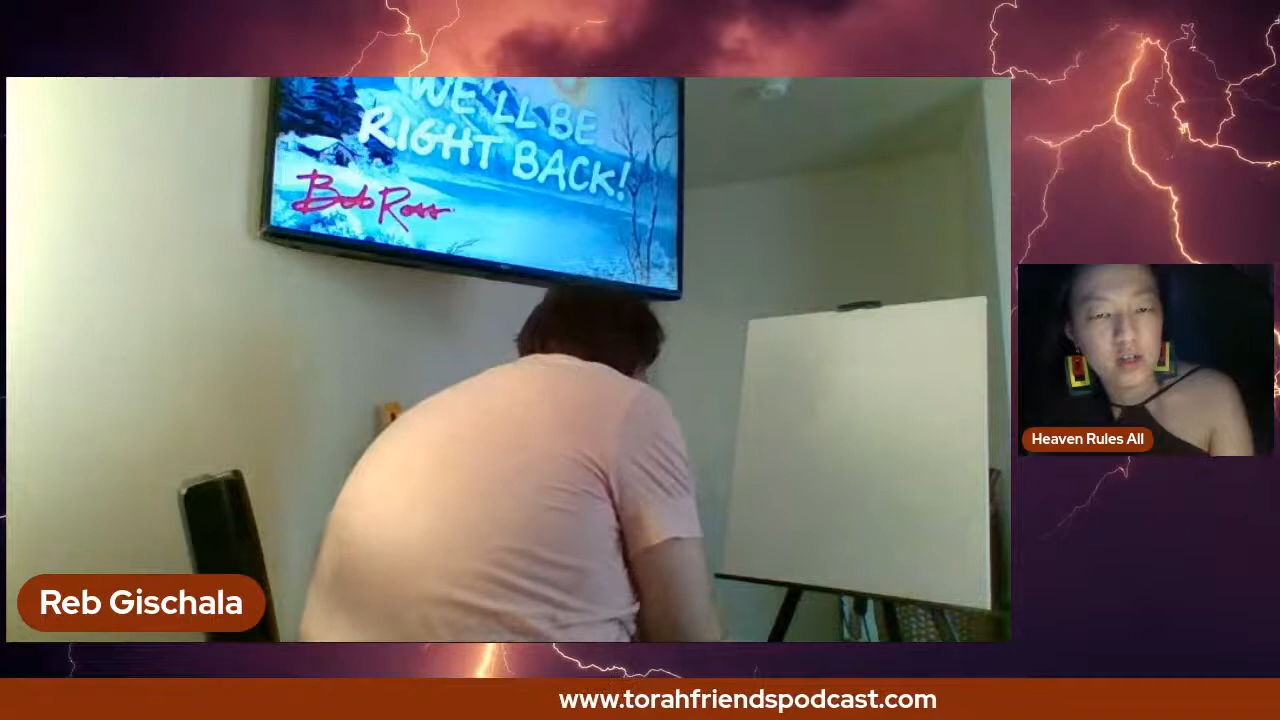 WE'LL BE
RIGHT BACK!
Bob Ross
Heaven Rules All
Reb Gischala
www.torahfriendspodcast.com